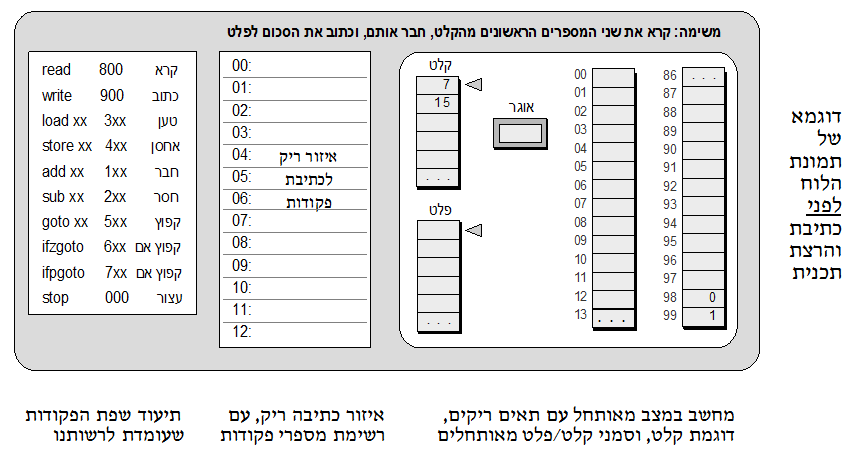 משימה: קרא את שני המספרים הראשונים מהקלט, חבר אותם, וכתוב את הסכום לפלט
read 800 קרא
write 900 כתוב
load xx 3xx טען
store xx 4xx אחסן
add xx 1xx חבר
sub xx 2xx חסר
goto xx 5xx קפוץ
ifzgoto 6xx קפוץ אם
ifpgoto 7xx קפוץ אם
stop 000 עצור
00:
01:
02:
03:
04: איזור ריק
05: לכתיבת
06: פקודות
07:
08:
09:
10:
11:
12:
קלט
7
15
. . .
אוגר
פלט
. . .
00
01
02
03
04
05
06
07
08
09
10
11
12
13 . . .
86 . . .
87
88
89
90
91
92
93
94
95
96
97
98 0
99 1
דוגמא
של
תמונת
הלוח
לפני
כתיבת
והרצת
תכנית
מחשב במצב מאותחל עם תאים ריקים,
דוגמת קלט, וסמני קלט/פלט מאותחלים
איזור כתיבה ריק, עם
רשימת מספרי פקודות
תיעוד שפת הפקודות
שעומדת לרשותנו